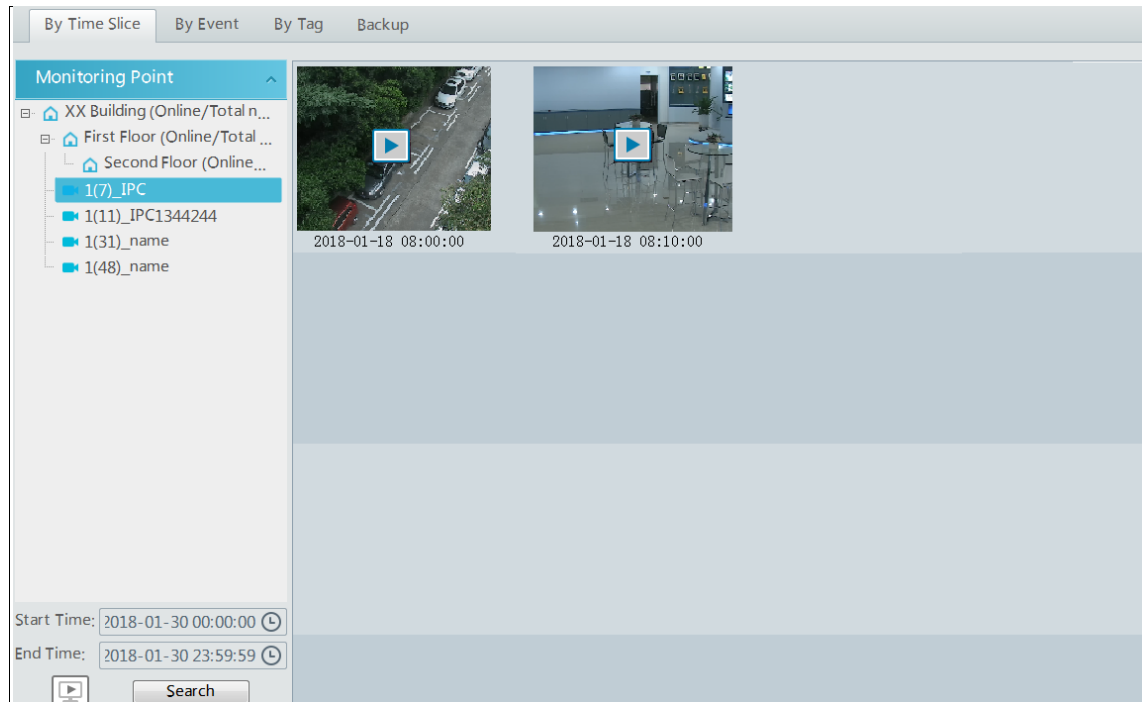 By Time Slice By Event By Tag Backup
Monitoring Point
XX Building (Online/Total n...
First Floor (Online/Total ...
Second Floor (Online...
1(7)_IPC
1(11)_IPC1344244
1(31)_name
1(48)_name
2018-01-18 08:00:00 2018-01-18 08:10:00
Start Time: 2018-01-30 00:00:00
End Time: 2018-01-30 23:59:59
Search